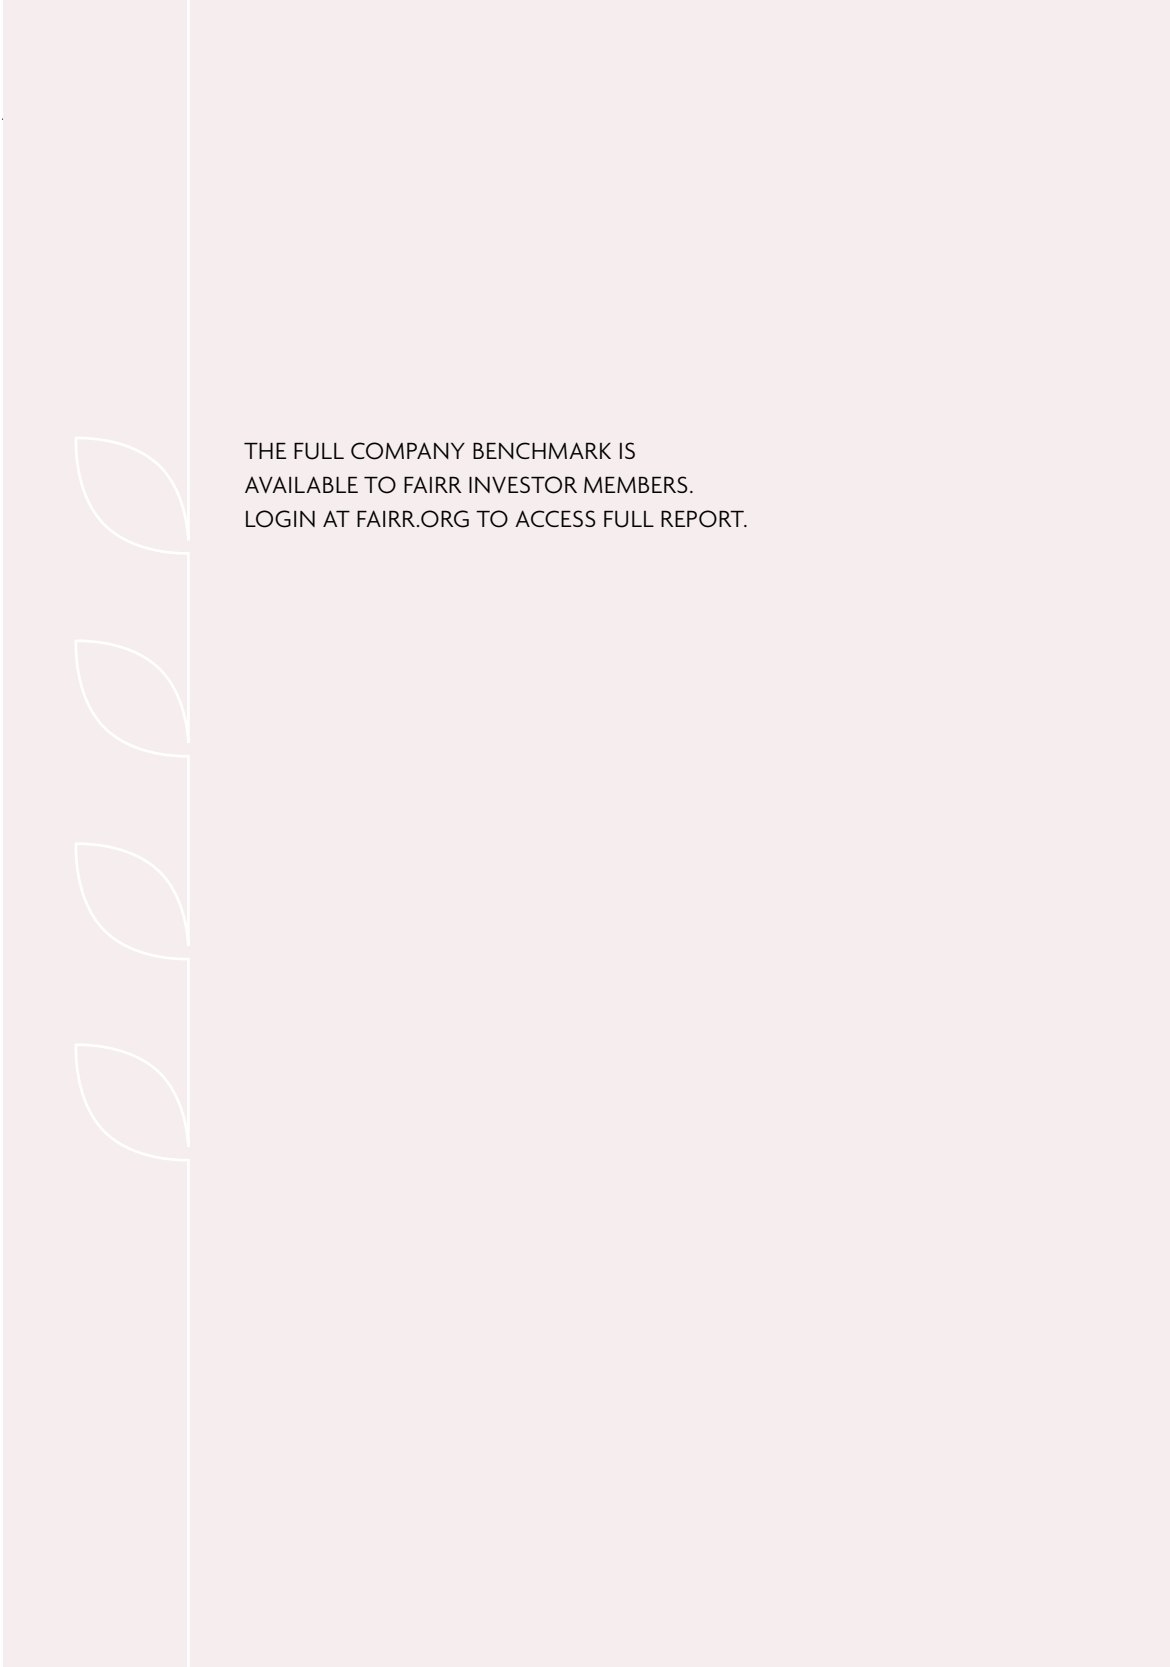 THE FULL COMPANY BENCHMARK IS
AVAILABLE TO FAIRR INVESTOR MEMBERS.
LOGIN AT FAIRR.ORG TO ACCESS FULL REPORT.